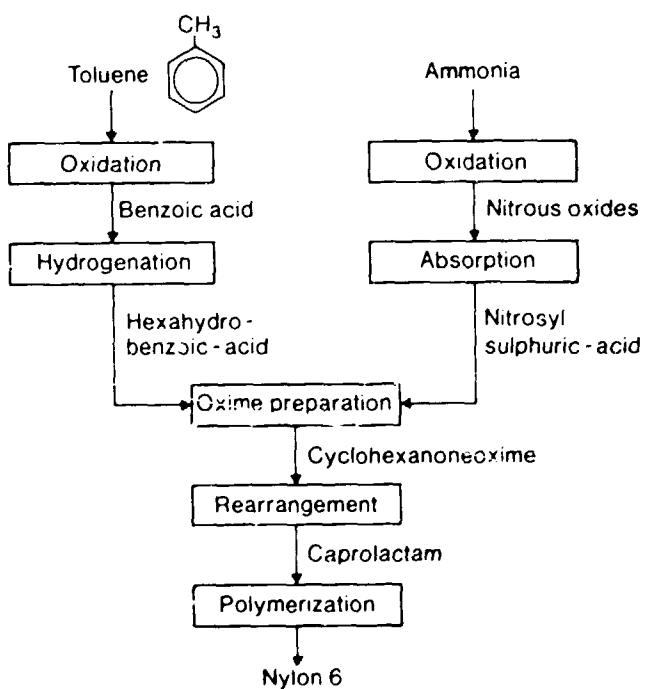 CH3
Toluene
Ammonia
Oxidation
Oxidation
Benzoic acid
Nitrous oxides
Hydrogenation
Absorption
Hexahydro-
benzoic-acid
Nitrosyl
sulphuric-acid
Oxime preparation
Cyclohexanoneoxime
Rearrangement
Caprolactam
Polymerization
Nylon 6